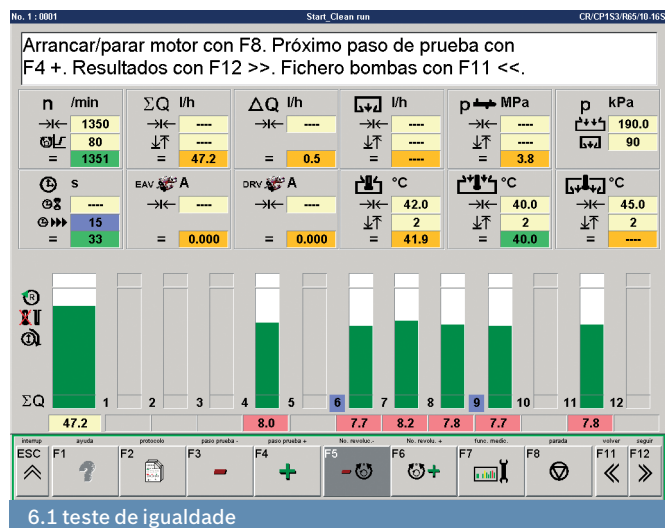 No. 1 : 0001 Start_Clean run CR/CP1S3/R65/10-16S
Arrancar/parar motor con F8. Próximo paso de prueba con
F4 +. Resultados con F12 >>. Fichero bombas con F11 <<.
n /min ΣQ l/h ΔQ l/h l/h p MPa p kPa
1350 ---- ---- ---- ---- 190.0
80 ---- ---- ---- 90
= 1351 = 47.2 = 0.5 = ---- = 3.8
s EAV A DRV A °C °C °C
---- ---- ---- 42.0 40.0 45.0
15 2 2 2
= 33 = 0.000 = 0.000 = 41.9 = 40.0 = ----
R
ΣQ 1 2 3 4 5 6 7 8 9 10 11 12
47.2 8.0 7.7 8.2 7.8 7.7 7.8
interrup ayuda protocolo paso prueba - paso prueba + No. revoluc.- No. revolu. + func. medic. parada volver seguir
ESC F1 F2 F3 F4 F5 F6 F7 F8 F11 F12
6.1 teste de igualdade